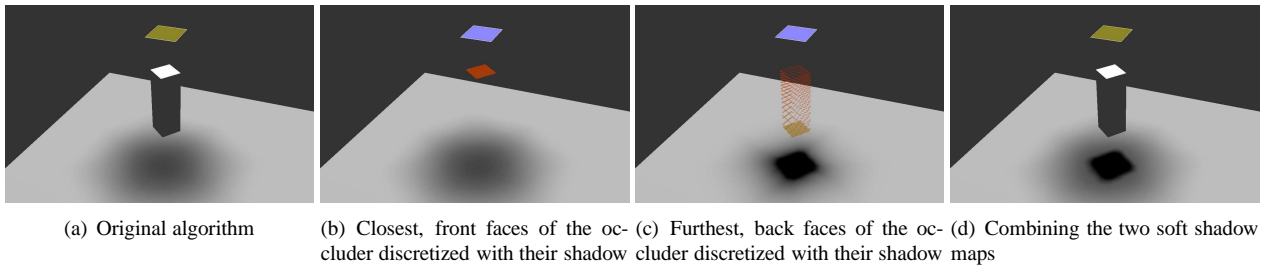 (a) Original algorithm
(b) Closest, front faces of the oc-
cluder discretized with their shadow
(c) Furthest, back faces of the oc-
cluder discretized with their shadow
(d) Combining the two soft shadow
maps